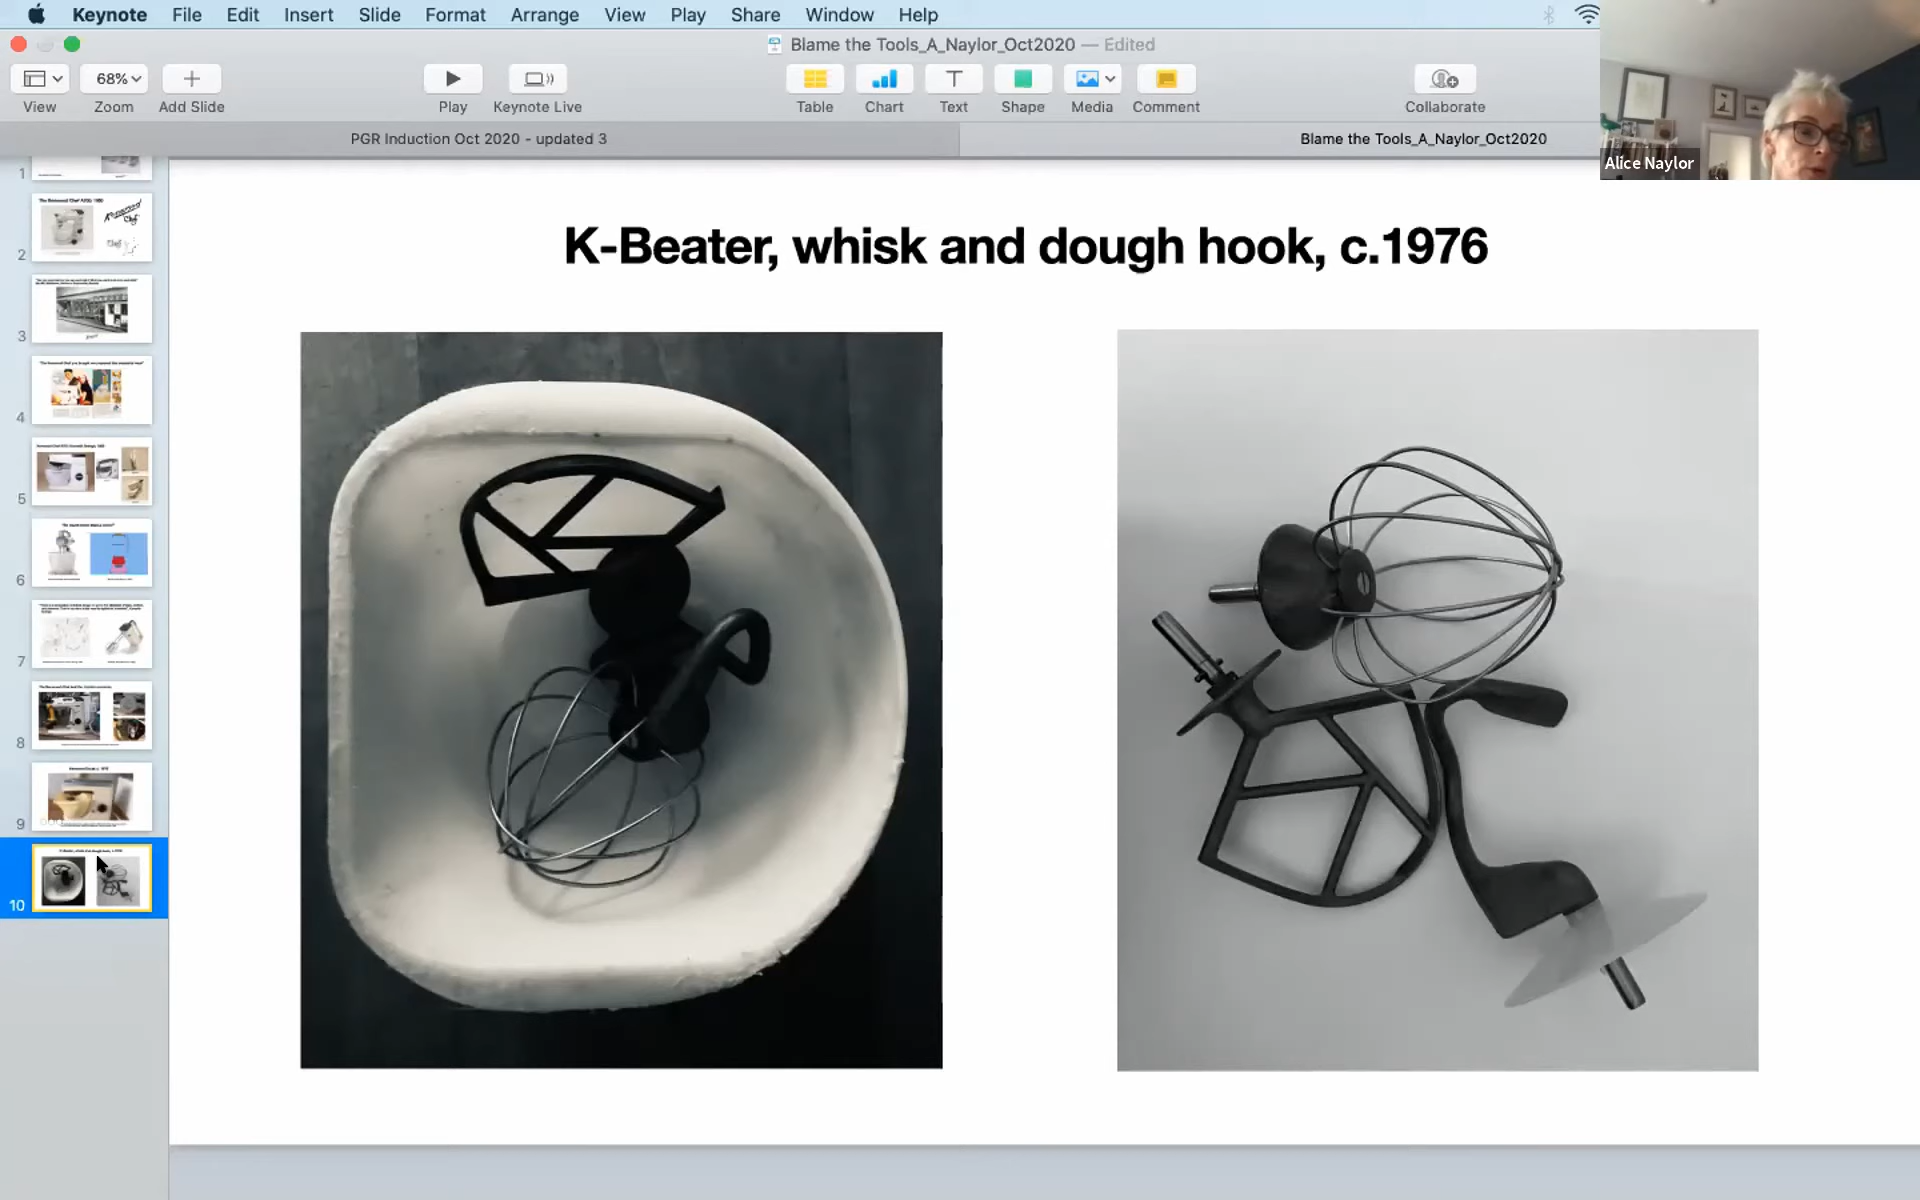 Keynote File Edit Insert Slide Format Arrange View Play Share Window Help
Blame the Tools_A_Naylor_Oct2020 — Edited
68%
View Zoom Add Slide Play Keynote Live Table Chart Text Shape Media Comment Collaborate
PGR Induction Oct 2020 - updated 3
Blame the Tools_A_Naylor_Oct2020
Alice Naylor
K-Beater, whisk and dough hook, c.1976
1
2
3
4
5
6
7
8
9
10